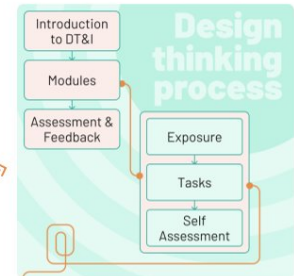 Introduction
to DT&I
Design
thinking
process
Modules
Assessment &
Feedback
Exposure
Tasks
Self
Assessment